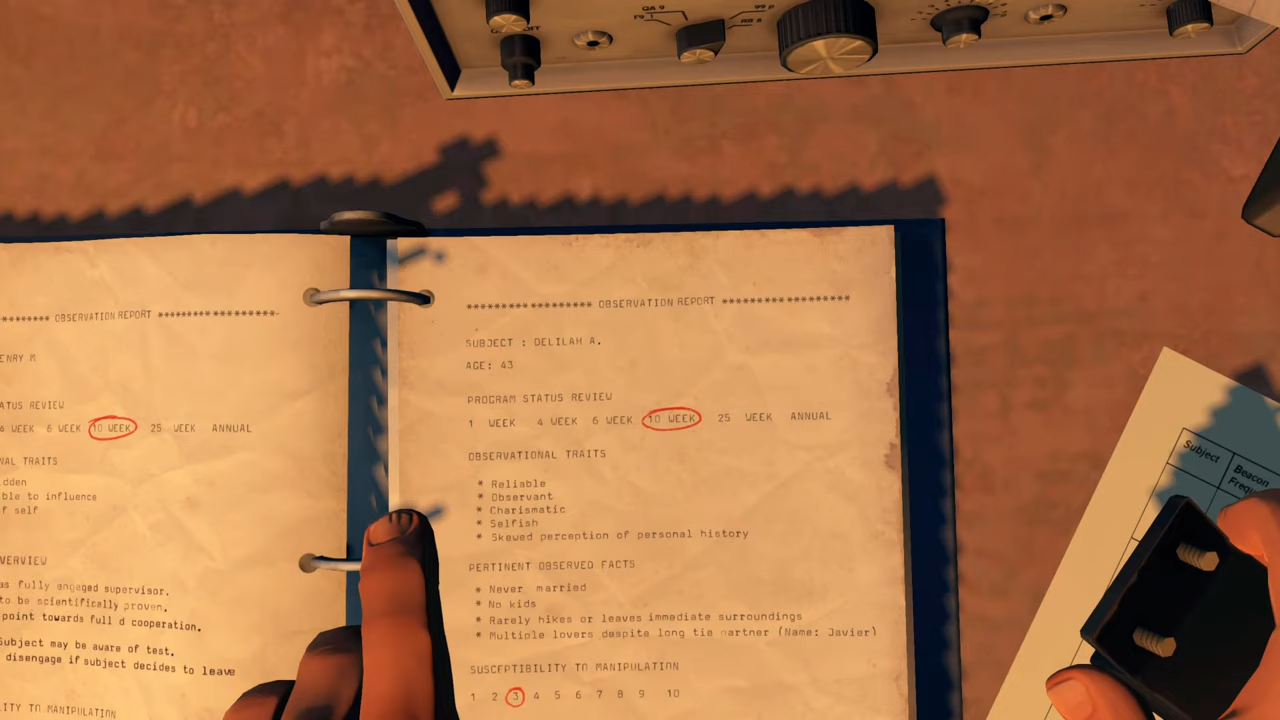 OFF
******** OBSERVATION REPORT *****************
ENRY M
ATUS REVIEW
4 WEEK 6 WEEK 10 WEEK 25 WEEK ANNUAL
NAL TRAITS
dden
ble to influence
f self
VERVIEW
as fully engaged supervisor.
to be scientifically proven.
point towards full d cooperation.
Subject may be aware of test.
disengage if subject decides to leave
ITY TO MANIPULATION
****************** OBSERVATION REPORT ******************
SUBJECT : DELILAH A.
AGE: 43
PROGRAM STATUS REVIEW
1 WEEK 4 WEEK 6 WEEK 10 WEEK 25 WEEK ANNUAL
OBSERVATIONAL TRAITS
* Reliable
* Observant
* Charismatic
* Selfish
* Skewed perception of personal history
PERTINENT OBSERVED FACTS
* Never married
* No kids
* Rarely hikes or leaves immediate surroundings
* Multiple lovers despite long tie partner (Name: Javier)
SUSCEPTIBILITY TO MANIPULATION
1 2 3 4 5 6 7 8 9 10
Subject
Beacon
Frequ